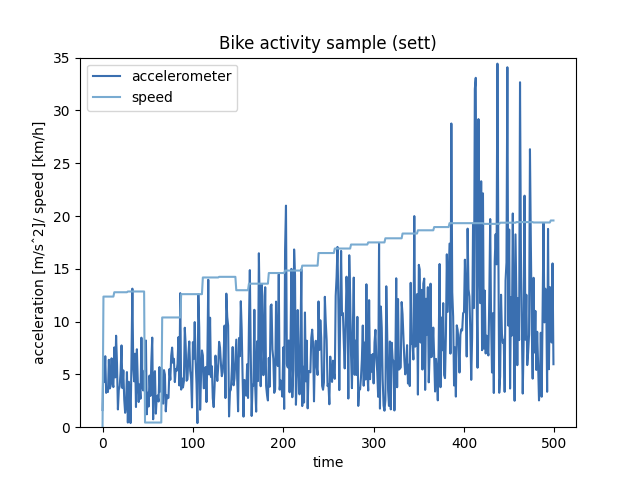 Bike activity sample (sett)
accelerometer
speed
acceleration [m/s^2]/ speed [km/h]
35
30
25
20
15
10
5
0
0 100 200 300 400 500
time